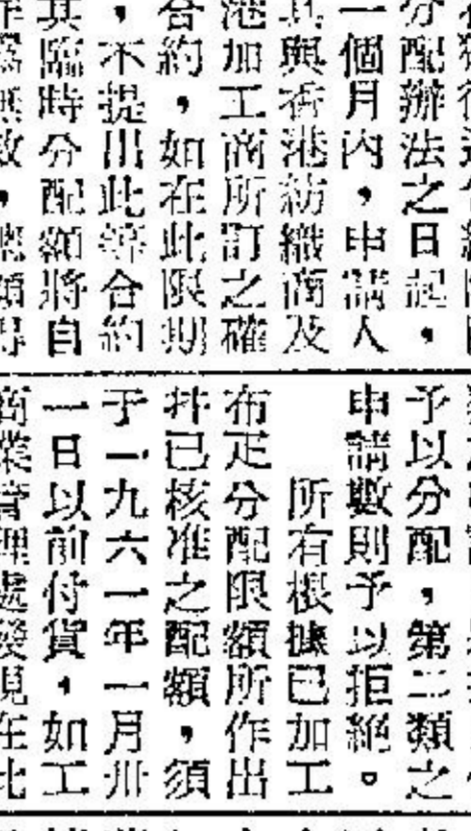 分配辦法之日起，
一個月內，申請人
其與香港紡織商及
港加工商所訂之確
合約，如在此限期
，不提出此等合約
其臨時分配額將自
予以分配，第二類之
申請數則予以拒絕。
所有根據已加工
布疋分配限額所作出
并已核准之配額，須
于一九六一年一月卅
一日以前付貨，如工
商業管理處發現在此